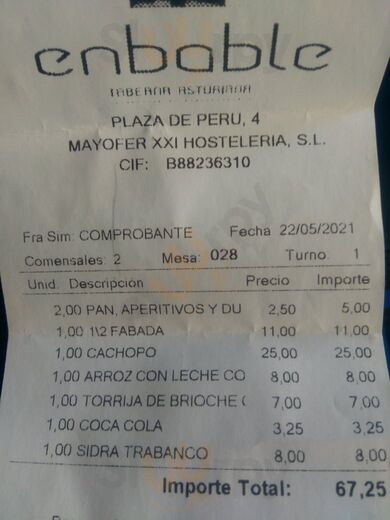 enbable
TABERNA ASTURIANA
PLAZA DE PERU, 4
MAYOFER XXI HOSTELERIA, S.L.
CIF: B88236310
Fra Sim: COMPROBANTE Fecha 22/05/2021
Comensales: 2 Mesa: 028 Turno: 1
Unid. Descripción Precio Importe
2,00 PAN, APERITIVOS Y DU 2,50 5,00
1,00 1\2 FABADA 11,00 11,00
1,00 CACHOPO 25,00 25,00
1,00 ARROZ CON LECHE CO 8,00 8,00
1,00 TORRIJA DE BRIOCHE ( 7,00 7,00
1,00 COCA COLA 3,25 3,25
1,00 SIDRA TRABANCO 8,00 8,00
Importe Total: 67,25